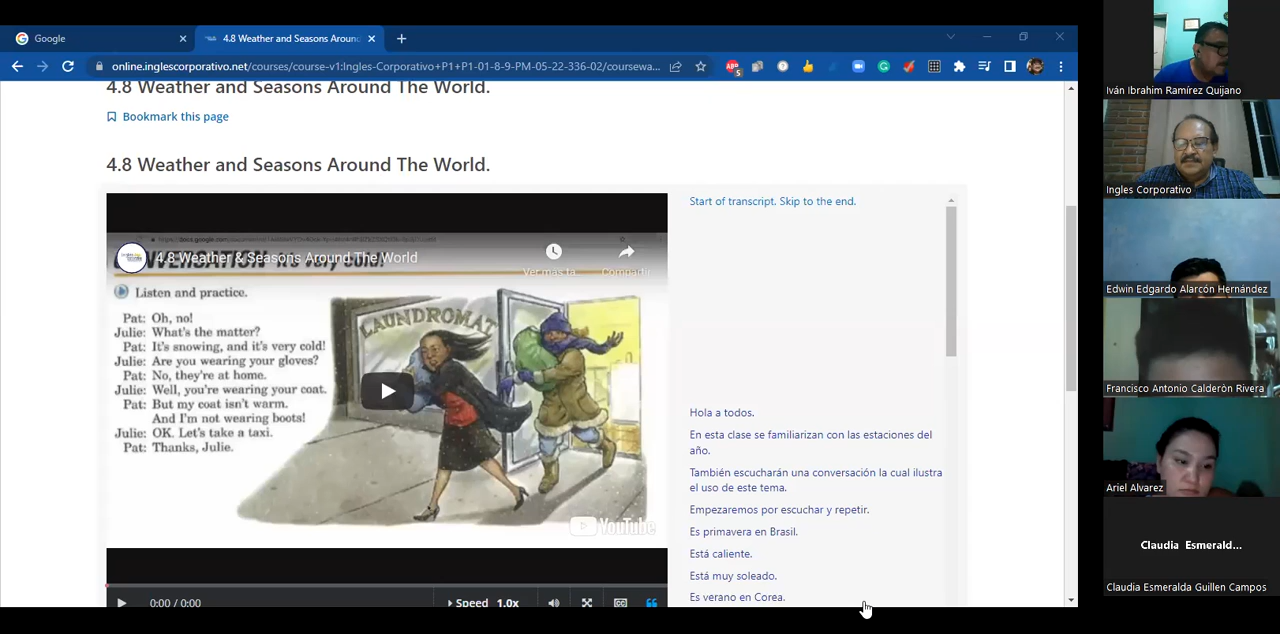 Google
4.8 Weather and Seasons Around
online.inglescorporativo.net/courses/course-v1:Ingles-Corporativo+P1+P1-01-8-9-PM-05-22-336-02/coursewa...
4.8 Weather and Seasons Around The World.
Bookmark this page
4.8 Weather and Seasons Around The World.
4.8 Weather & Seasons Around The World
Listen and practice.
Pat: Oh, no!
Julie: What's the matter?
Pat: It's snowing, and it's very cold!
Julie: Are you wearing your gloves?
Pat: No, they're at home.
Julie: Well, you're wearing your coat.
Pat: But my coat isn't warm.
And I'm not wearing boots!
Julie: OK. Let's take a taxi.
Pat: Thanks, Julie.
LAUNDROMAT
YouTube
0:00 / 0:00
Speed 1.0x
Start of transcript. Skip to the end.
Hola a todos.
En esta clase se familiarizan con las estaciones del
año.
También escucharán una conversación la cual ilustra
el uso de este tema.
Empezaremos por escuchar y repetir.
Es primavera en Brasil.
Está caliente.
Está muy soleado.
Es verano en Corea.
Iván Ibrahim Ramírez Quijano
Ingles Corporativo
Edwin Edgardo Alarcón Hernández
Francisco Antonio Calderòn Rivera
Ariel Alvarez
Claudia Esmerald...
Claudia Esmeralda Guillen Campos